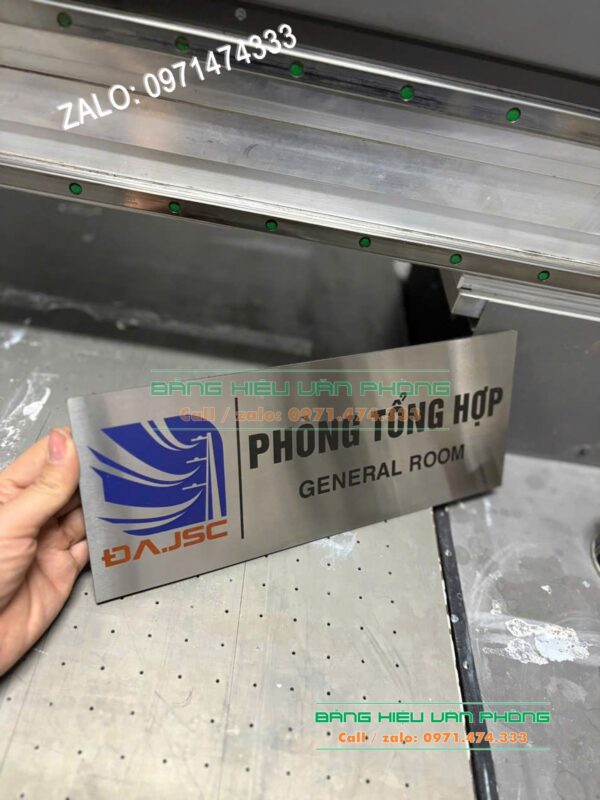 ZALO: 0971474333
BẢNG HIỆU VĂN PHÒNG
Call / zalo: 0971.474.333
PHÒNG TỔNG HỢP
GENERAL ROOM
ĐA.JSC
BẢNG HIỆU VĂN PHÒNG
Call / zalo: 0971.474.333